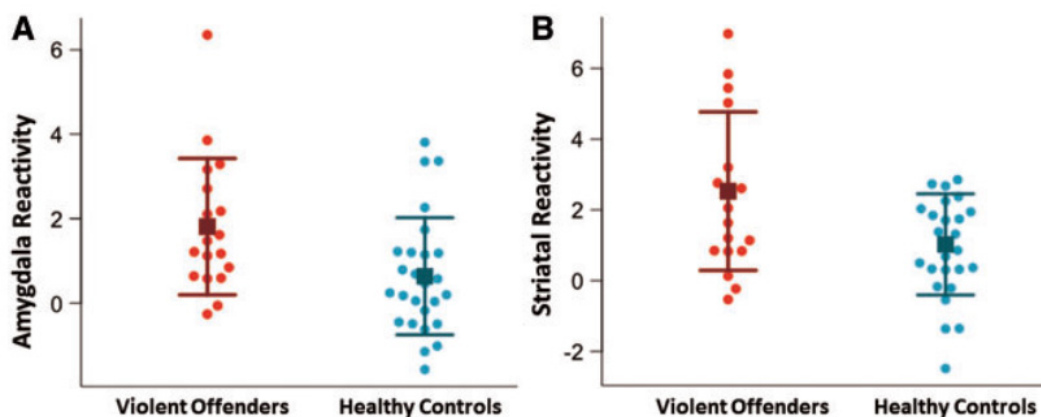 A
Amygdala Reactivity
6
4
2
0
Violent Offenders
Healthy Controls
B
Striatal Reactivity
6
4
2
0
-2
Violent Offenders
Healthy Controls